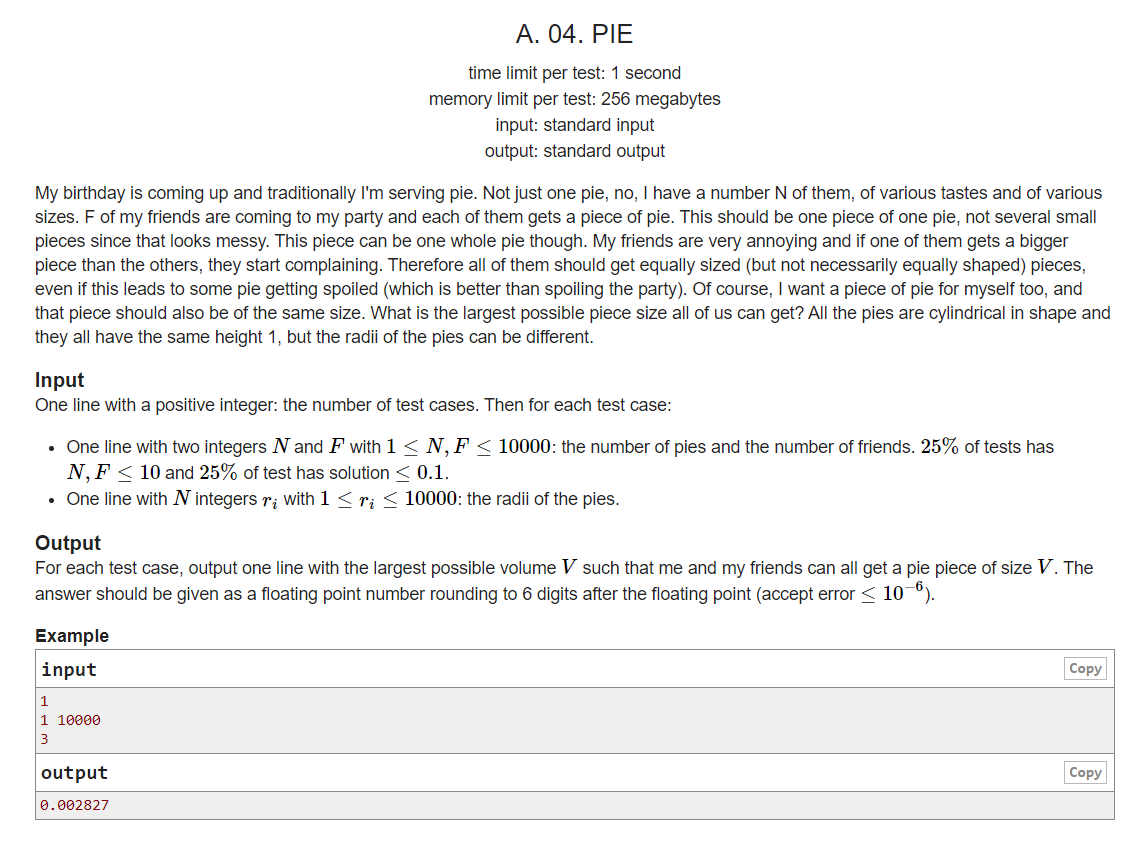 A. 04. PIE
time limit per test: 1 second
memory limit per test: 256 megabytes
input: standard input
output: standard output
My birthday is coming up and traditionally I'm serving pie. Not just one pie, no, I have a number N of them, of various tastes and of various
sizes. F of my friends are coming to my party and each of them gets a piece of pie. This should be one piece of one pie, not several small
pieces since that looks messy. This piece can be one whole pie though. My friends are very annoying and if one of them gets a bigger
piece than the others, they start complaining. Therefore all of them should get equally sized (but not necessarily equally shaped) pieces,
even if this leads to some pie getting spoiled (which is better than spoiling the party). Of course, I want a piece of pie for myself too, and
that piece should also be of the same size. What is the largest possible piece size all of us can get? All the pies are cylindrical in shape and
they all have the same height 1, but the radii of the pies can be different.
Input
One line with a positive integer: the number of test cases. Then for each test case:
• One line with two integers N and F with 1 ≤ N, F ≤ 10000: the number of pies and the number of friends. 25% of tests has
N, F ≤ 10 and 25% of test has solution ≤ 0.1.
• One line with N integers rᵢ with 1 ≤ rᵢ ≤ 10000: the radii of the pies.
Output
For each test case, output one line with the largest possible volume V such that me and my friends can all get a pie piece of size V. The
answer should be given as a floating point number rounding to 6 digits after the floating point (accept error ≤ 10⁻⁶).
Example
input Copy
1
1 10000
3
output Copy
0.002827